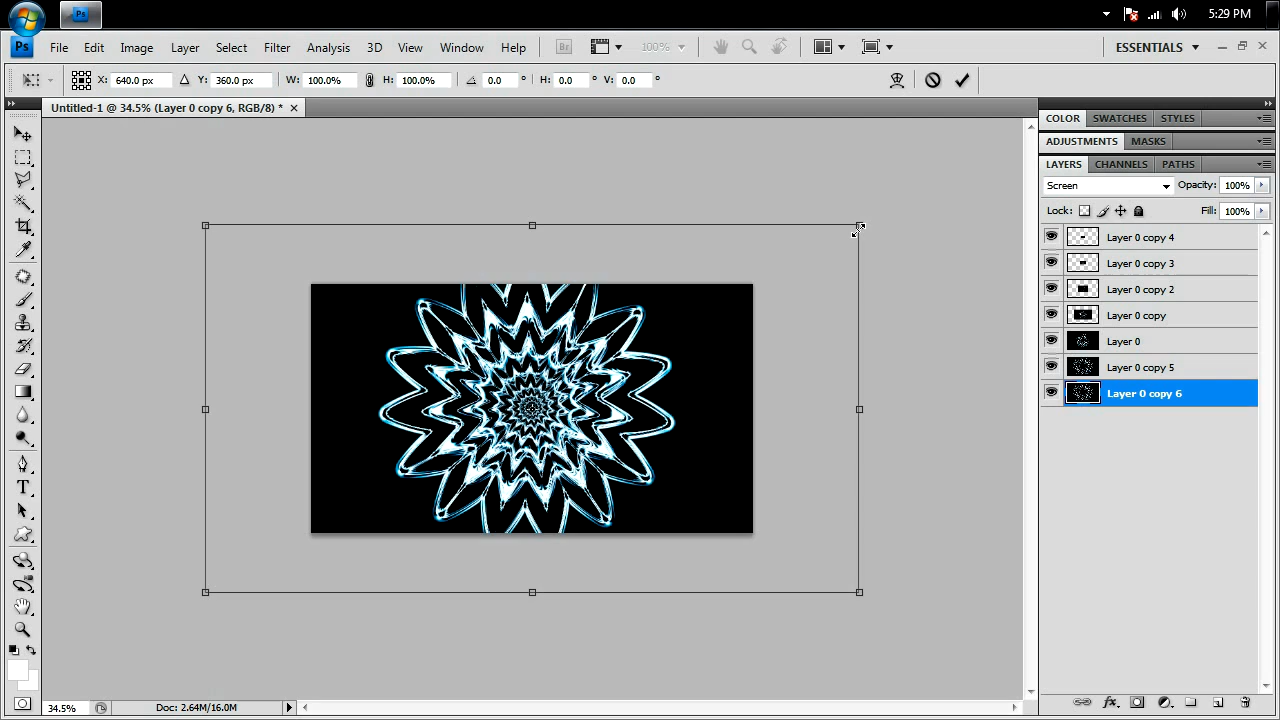 Ps 5:29 PM
Ps File Edit Image Layer Select Filter Analysis 3D View Window Help Br 100% ESSENTIALS
X: 640.0 px Y: 360.0 px W: 100.0% H: 100.0% 0.0 ° H: 0.0 ° V: 0.0 °
Untitled-1 @ 34.5% (Layer 0 copy 6, RGB/8) *
COLOR SWATCHES STYLES
ADJUSTMENTS MASKS
LAYERS CHANNELS PATHS
Screen Opacity: 100%
Lock: Fill: 100%
Layer 0 copy 4
Layer 0 copy 3
Layer 0 copy 2
Layer 0 copy
Layer 0
Layer 0 copy 5
Layer 0 copy 6
T
34.5% Doc: 2.64M/16.0M fx